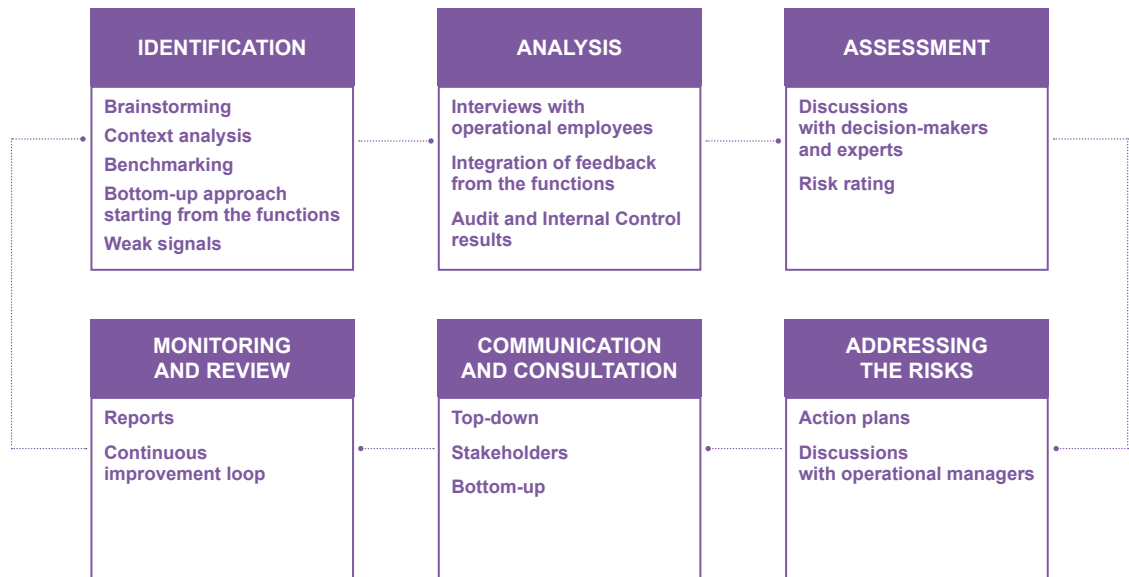 IDENTIFICATION
Brainstorming
Context analysis
Benchmarking
Bottom-up approach
starting from the functions
Weak signals
ANALYSIS
Interviews with
operational employees
Integration of feedback
from the functions
Audit and Internal Control
results
ASSESSMENT
Discussions
with decision-makers
and experts
Risk rating
MONITORING
AND REVIEW
Reports
Continuous
improvement loop
COMMUNICATION
AND CONSULTATION
Top-down
Stakeholders
Bottom-up
ADDRESSING
THE RISKS
Action plans
Discussions
with operational managers